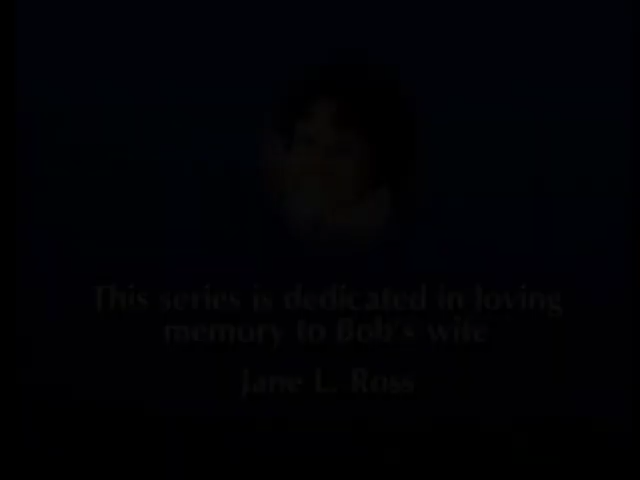 This series is dedicated in loving
memory to Bob's wife
Jane L. Ross